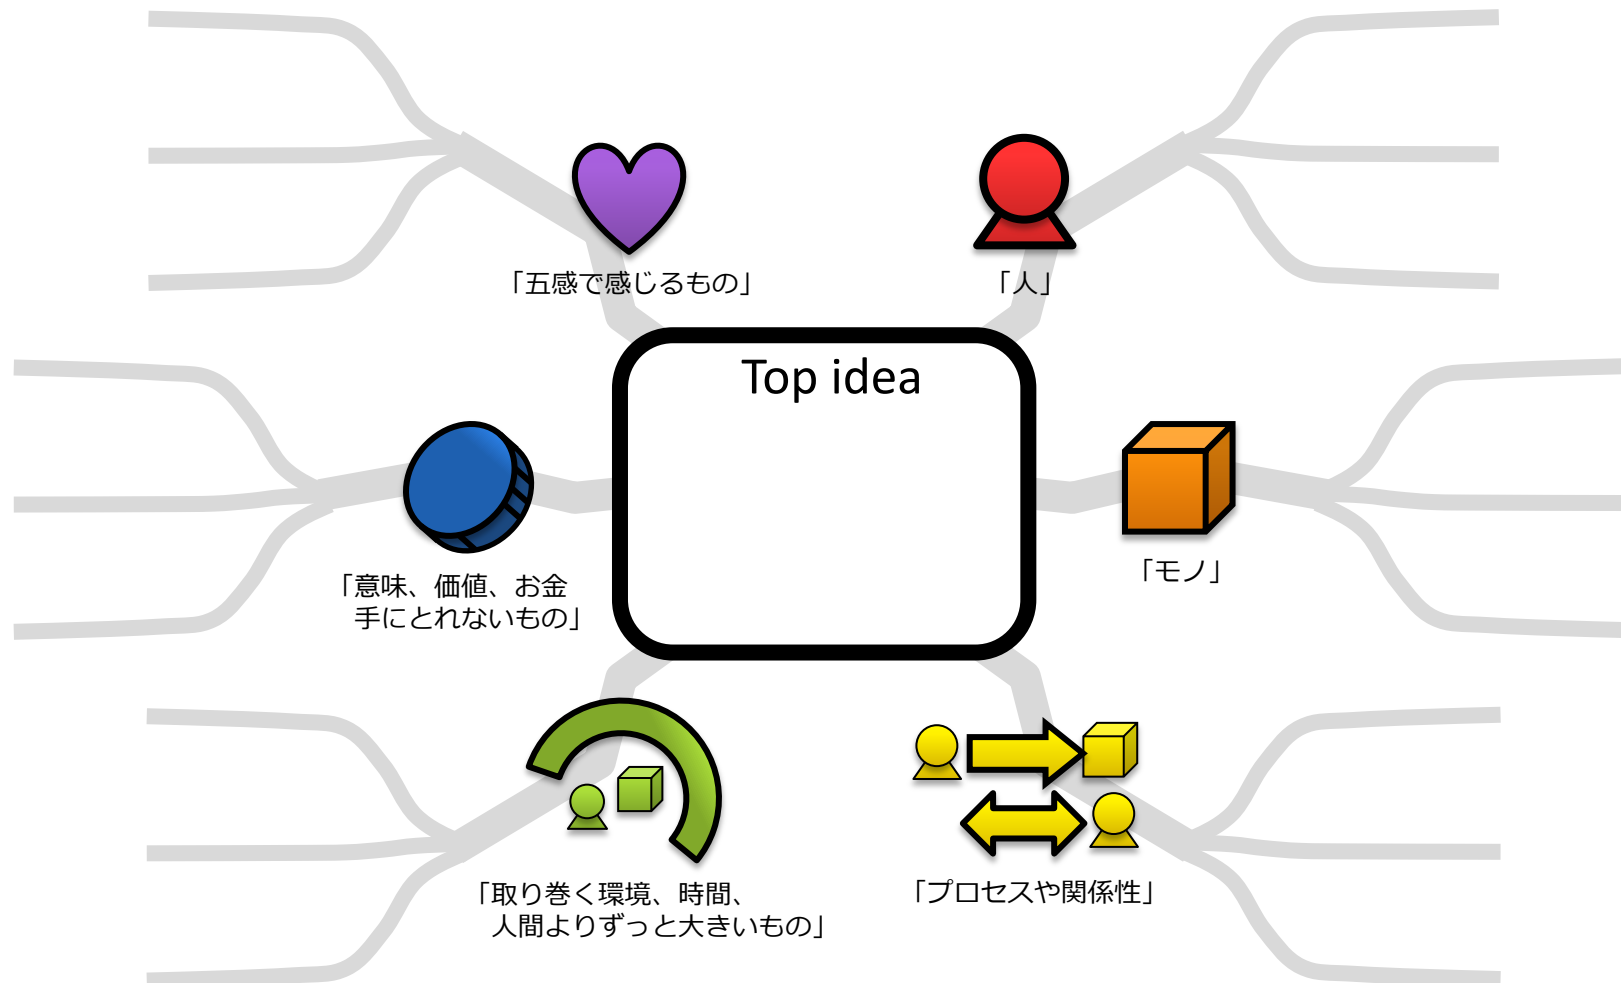 「五感で感じるもの」
「人」
Top idea
「モノ」
「意味、価値、お金
手にとれないもの」
「取り巻く環境、時間、
人間よりずっと大きいもの」
「プロセスや関係性」